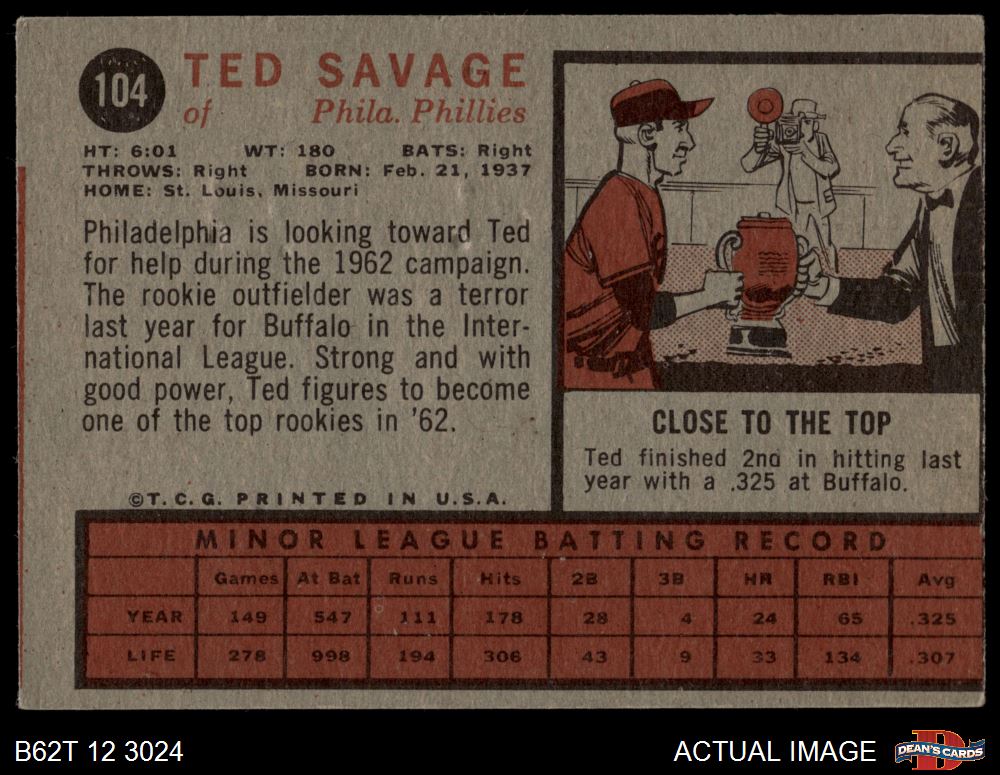 104
TED SAVAGE
of Phila. Phillies
HT: 6:01 WT: 180 BATS: Right
THROWS: Right BORN: Feb. 21, 1937
HOME: St. Louis, Missouri
Philadelphia is looking toward Ted
for help during the 1962 campaign.
The rookie outfielder was a terror
last year for Buffalo in the Inter-
national League. Strong and with
good power, Ted figures to become
one of the top rookies in '62.
©T.C.G. PRINTED IN U.S.A.
CLOSE TO THE TOP
Ted finished 2nd in hitting last
year with a .325 at Buffalo.
MINOR LEAGUE BATTING RECORD
Games At Bat Runs Hits 2B 3B HR RBI Avg
YEAR 149 547 111 178 28 4 24 65 .325
LIFE 278 998 194 306 43 9 33 134 .307
B62T 12 3024
ACTUAL IMAGE
DEAN'S CARDS